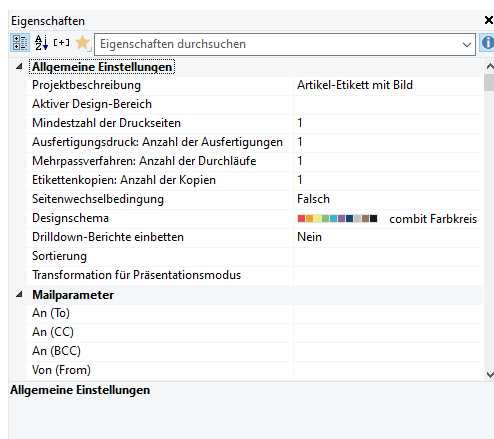 Eigenschaften
Eigenschaften durchsuchen
Allgemeine Einstellungen
Projektbeschreibung Artikel-Etikett mit Bild
Aktiver Design-Bereich
Mindestzahl der Druckseiten 1
Ausfertigungsdruck: Anzahl der Ausfertigungen 1
Mehrpassverfahren: Anzahl der Durchläufe 1
Etikettenkopien: Anzahl der Kopien 1
Seitenwechselbedingung Falsch
Designschema combit Farbkreis
Drilldown-Berichte einbetten Nein
Sortierung
Transformation für Präsentationsmodus
Mailparameter
An (To)
An (CC)
An (BCC)
Von (From)
Allgemeine Einstellungen